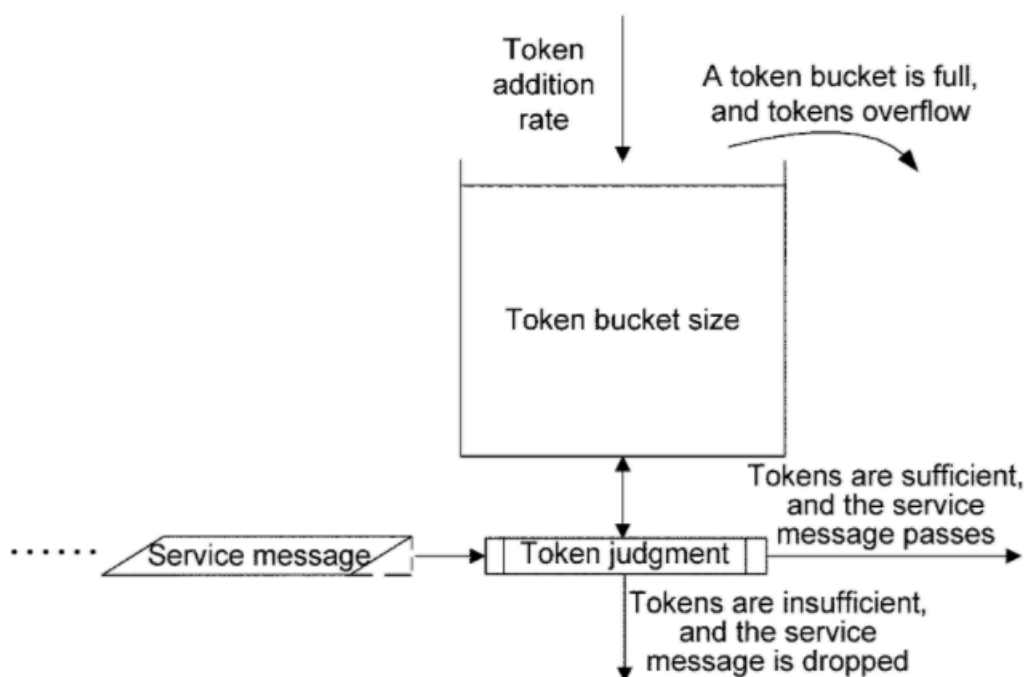 Token
addition
rate
A token bucket is full,
and tokens overflow
Token bucket size
Tokens are sufficient,
and the service
message passes
Service message
Token judgment
Tokens are insufficient,
and the service
message is dropped